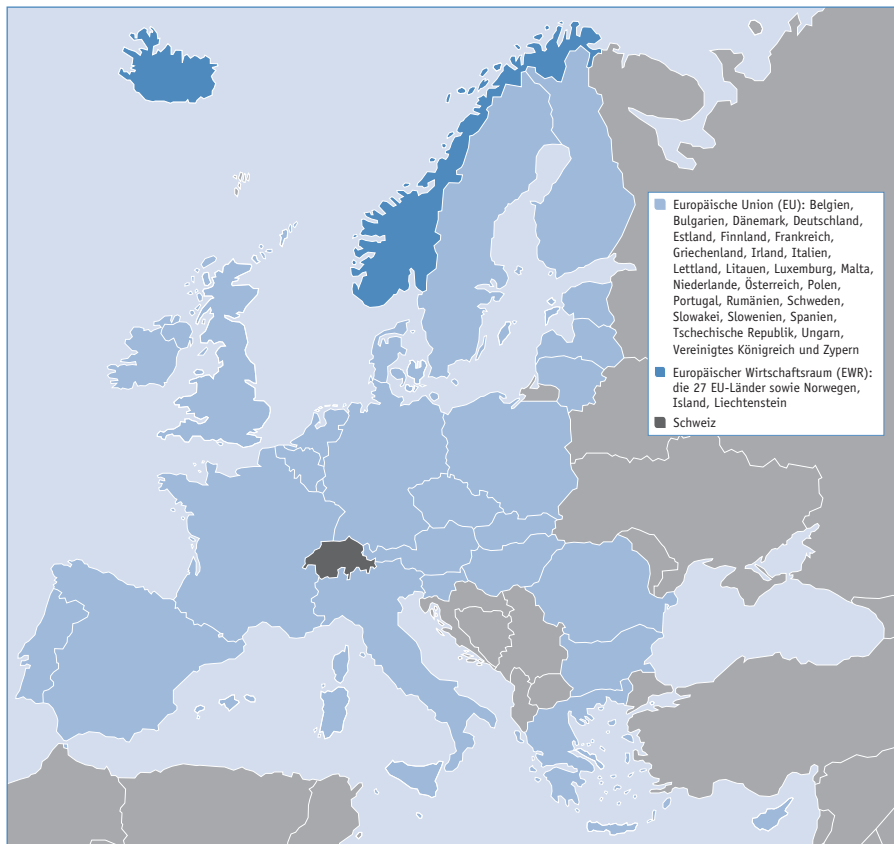 Europäische Union (EU): Belgien,
Bulgarien, Dänemark, Deutschland,
Estland, Finnland, Frankreich,
Griechenland, Irland, Italien,
Lettland, Litauen, Luxemburg, Malta,
Niederlande, Österreich, Polen,
Portugal, Rumänien, Schweden,
Slowakei, Slowenien, Spanien,
Tschechische Republik, Ungarn,
Vereinigtes Königreich und Zypern
Europäischer Wirtschaftsraum (EWR):
die 27 EU-Länder sowie Norwegen,
Island, Liechtenstein
Schweiz